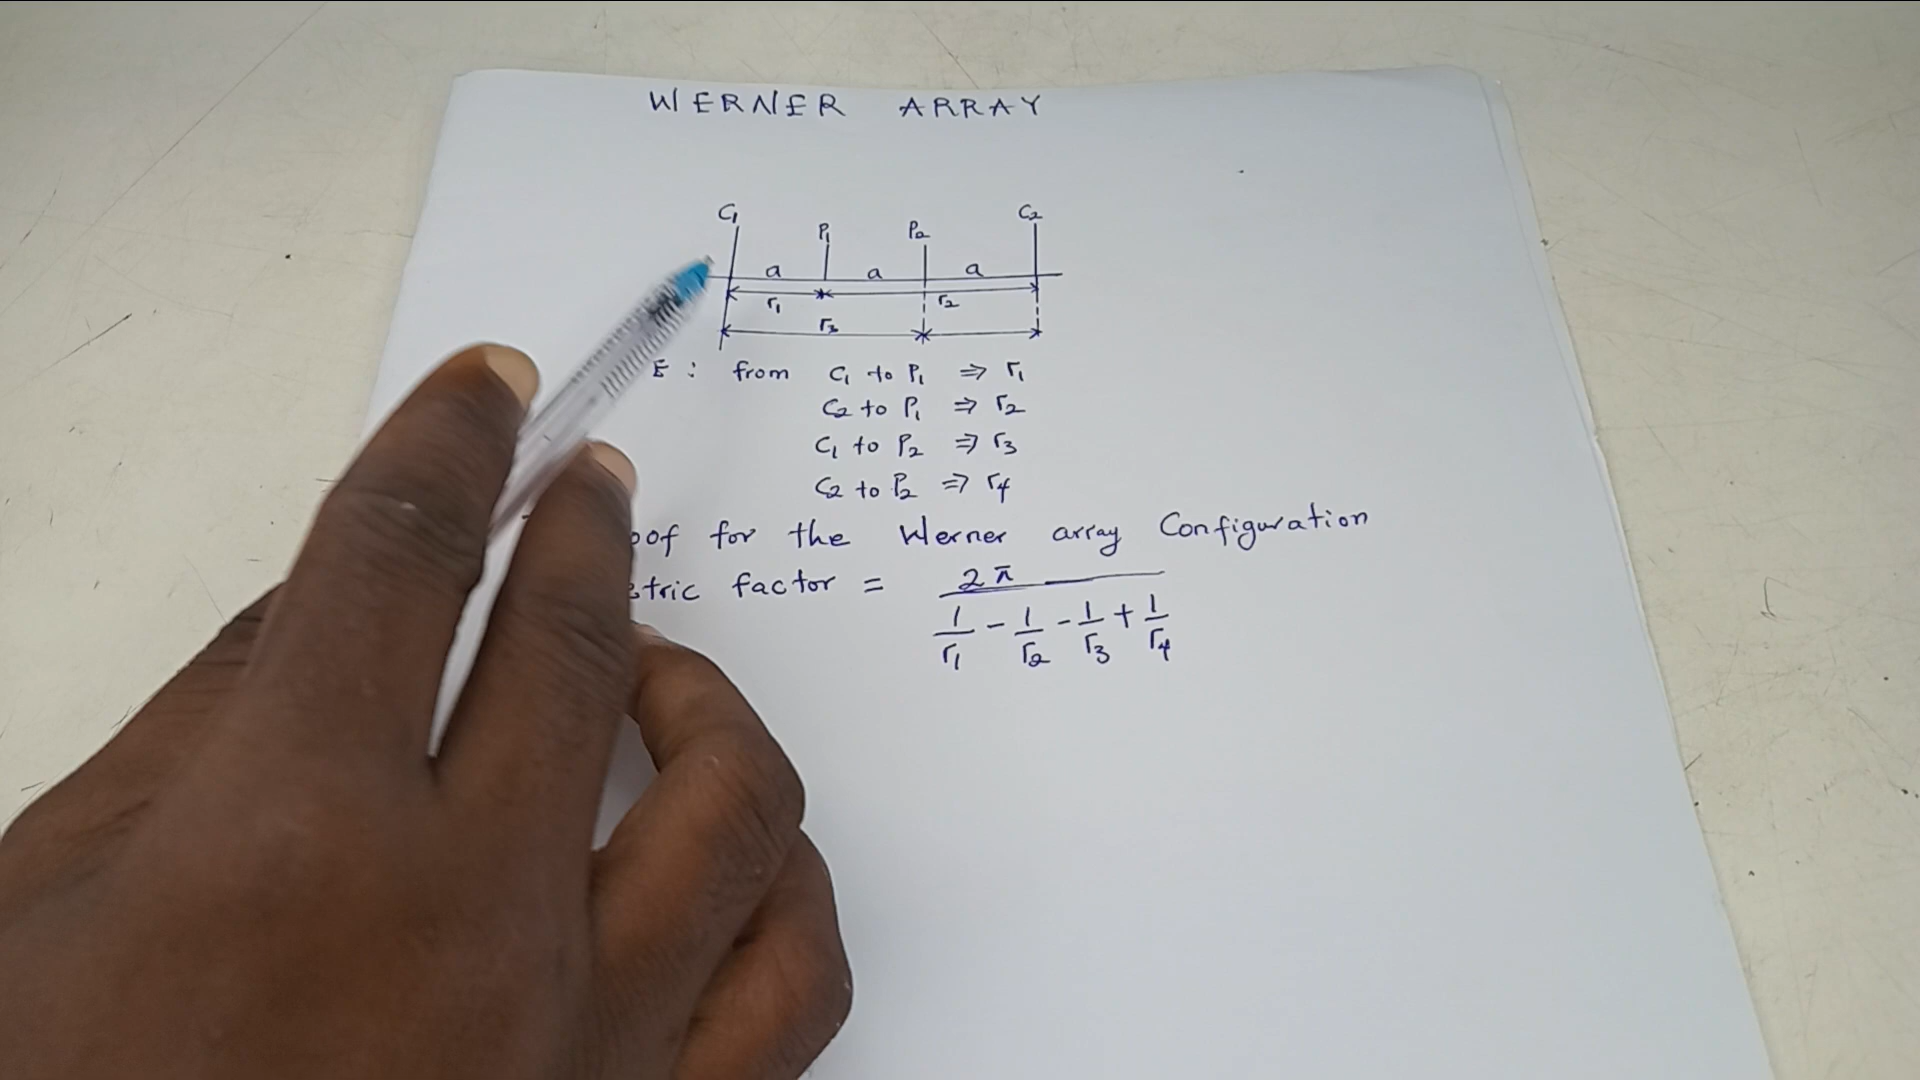 WERNER ARRAY
C1 P1 P2 C2
a a a
r1 r2
r3
E : from C1 to P1 ⇒ r1
C2 to P1 ⇒ r2
C1 to P2 ⇒ r3
C2 to P2 ⇒ r4
oof for the Werner array Configuration
etric factor = 2π
1/r1 - 1/r2 - 1/r3 + 1/r4